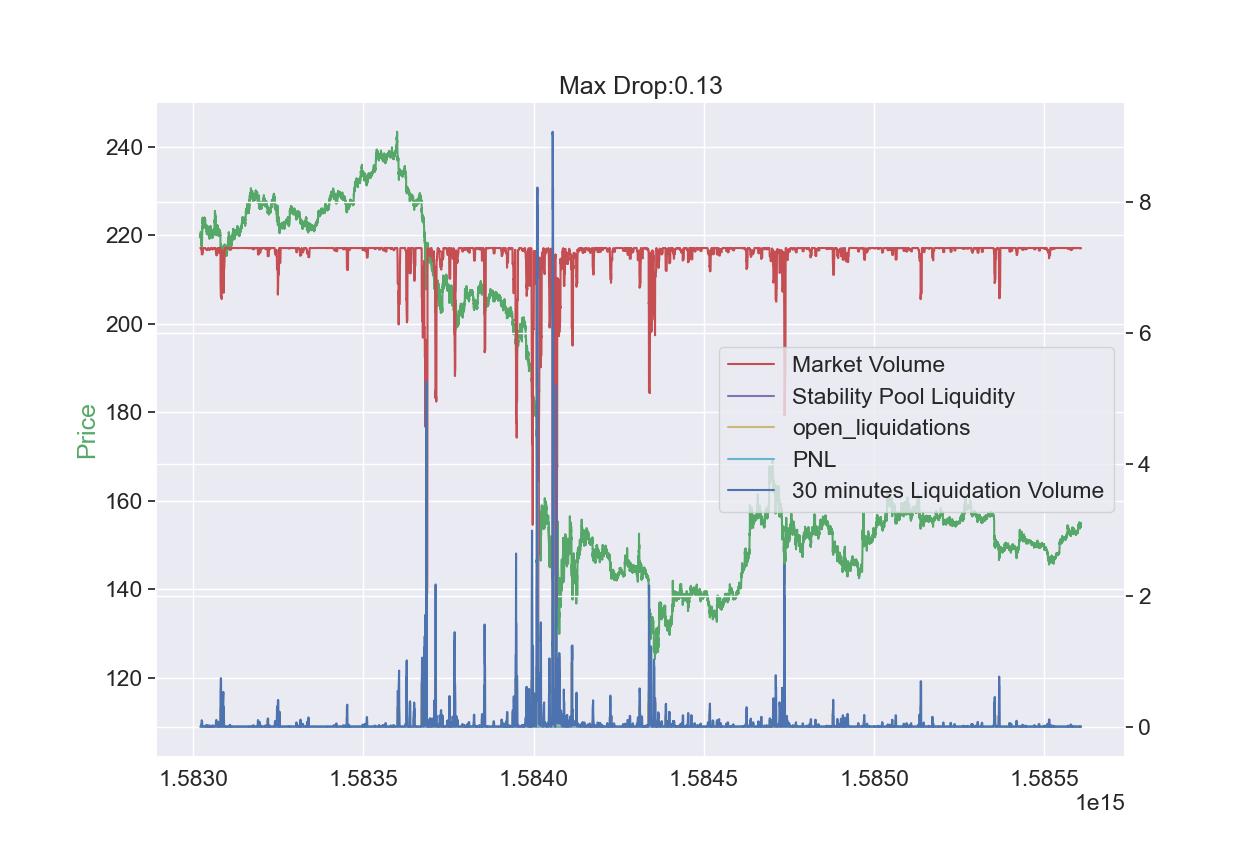 Max Drop:0.13
240
220
200
180
160
140
120
Price
8
6
4
2
0
Market Volume
Stability Pool Liquidity
open_liquidations
PNL
30 minutes Liquidation Volume
1.5830 1.5835 1.5840 1.5845 1.5850 1.5855
1e15